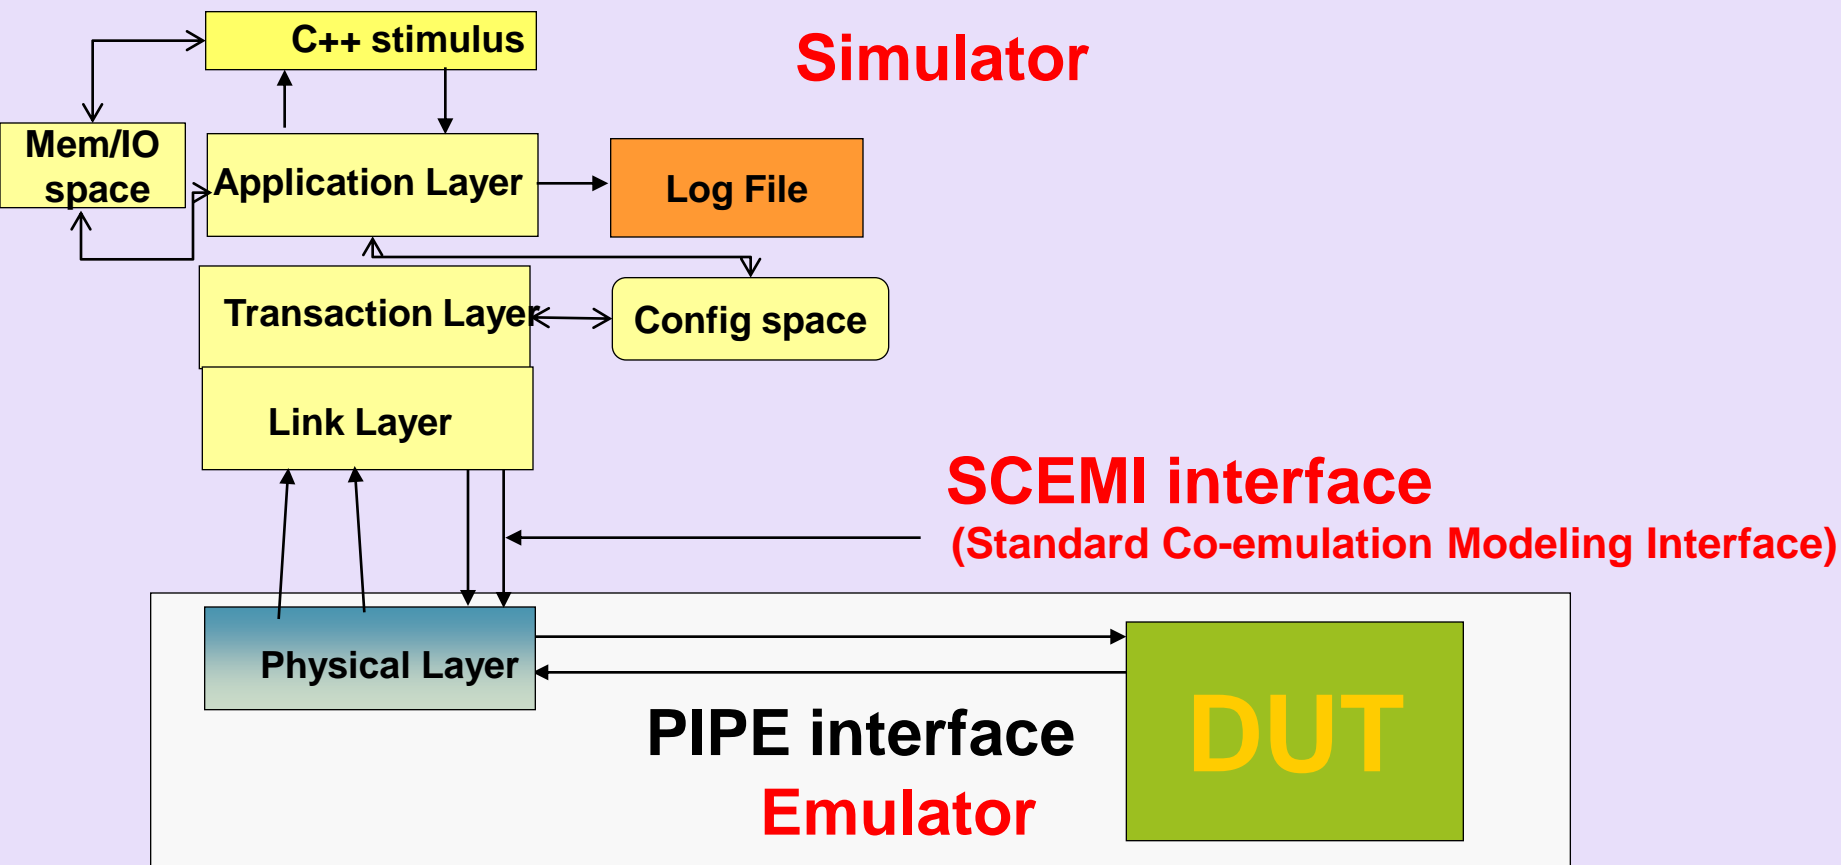 C++ stimulus
Simulator
Mem/IO
space
Application Layer
Log File
Transaction Layer
Config space
Link Layer
SCEMI interface
(Standard Co-emulation Modeling Interface)
Physical Layer
PIPE interface
DUT
Emulator